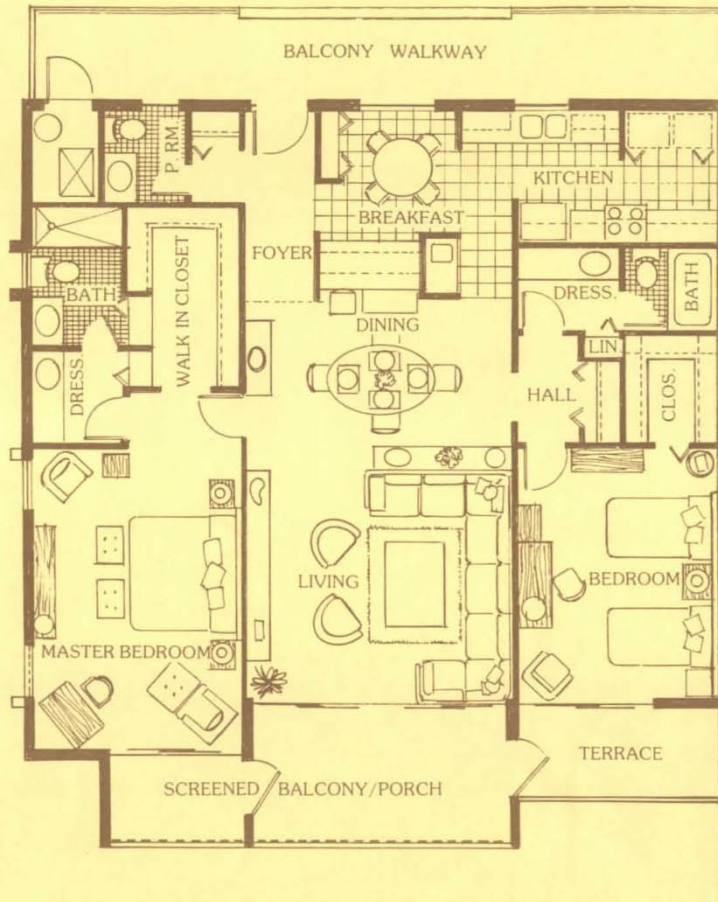 BALCONY WALKWAY
P. RM.
KITCHEN
BREAKFAST
FOYER
WALK IN CLOSET
BATH
DRESS.
BATH
DINING
LIN.
DRESS.
HALL
CLOS.
LIVING
BEDROOM
MASTER BEDROOM
TERRACE
SCREENED BALCONY/PORCH